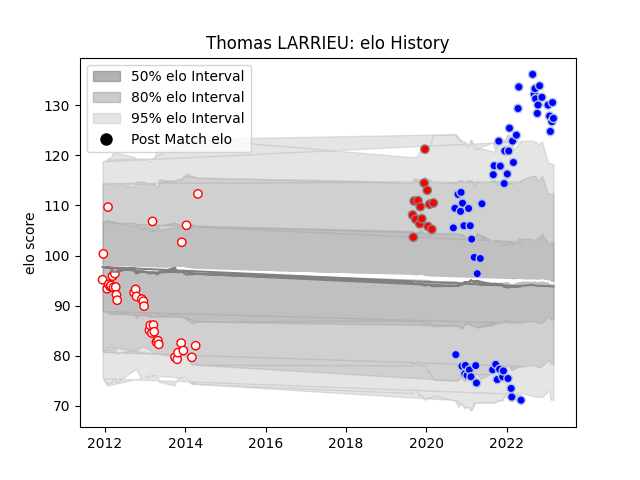 Thomas LARRIEU: elo History
50% elo Interval
80% elo Interval
95% elo Interval
Post Match elo
elo score
130
120
110
100
90
80
70
2012
2014
2016
2018
2020
2022